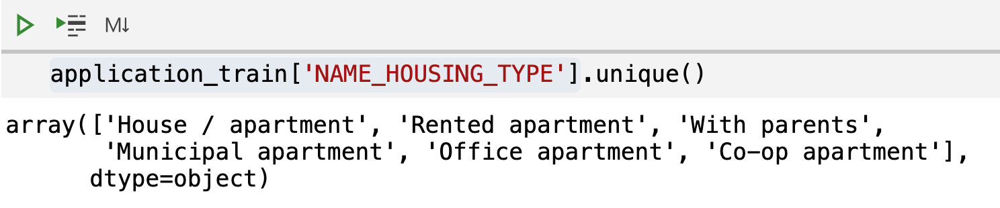 M↓
application_train['NAME_HOUSING_TYPE'].unique()
array(['House / apartment', 'Rented apartment', 'With parents',
'Municipal apartment', 'Office apartment', 'Co-op apartment'],
dtype=object)